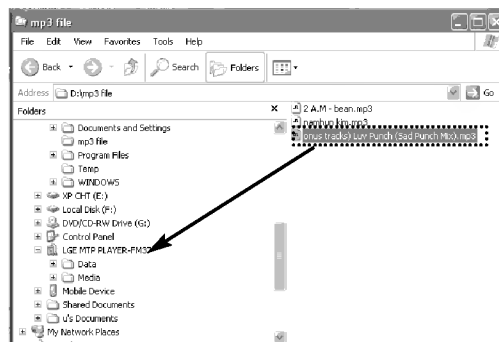 mp3 file
File Edit View Favorites Tools Help
Back Search Folders
Address D:\mp3 file Go
Folders
Documents and Settings
mp3 file
Program Files
Temp
WINDOWS
XP CHT (E:)
Local Disk (F:)
DVD/CD-RW Drive (G:)
Control Panel
LGE MTP PLAYER-FM37
Data
Media
Mobile Device
Shared Documents
u's Documents
My Network Places
2 A.M - bean.mp3
onus tracks) Luv Punch (Sad Punch Mix).mp3